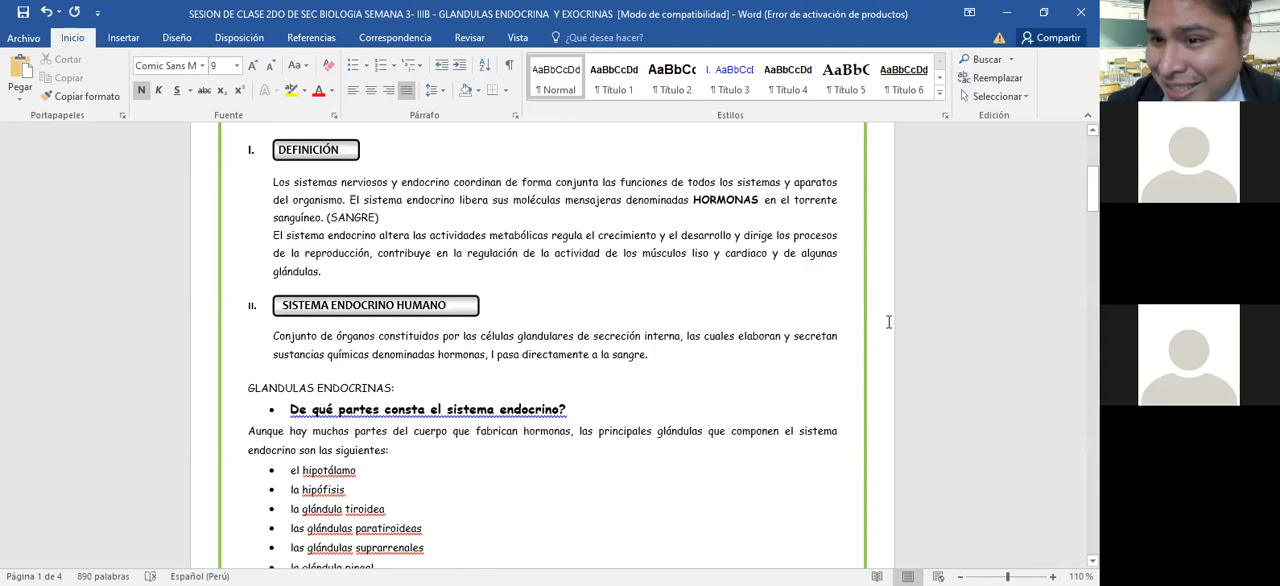 SESION DE CLASE 2DO DE SEC BIOLOGIA SEMANA 3- IIIB - GLANDULAS ENDOCRINA Y EXOCRINAS [Modo de compatibilidad] - Word (Error de activación de productos)
Archivo Inicio Insertar Diseño Disposición Referencias Correspondencia Revisar Vista ¿Qué desea hacer? Compartir
Pegar
Cortar
Copiar
Copiar formato
Portapapeles
Comic Sans M 9 Aa
N K S abc x₂ x² A ab A
Fuente
Párrafo
AaBbCcDd AaBbCcDd AaBbCc I. AaBbCcl AaBbCcDd AaBbC AaBbCcDd
¶ Normal ¶ Título 1 ¶ Título 2 ¶ Título 3 ¶ Título 4 ¶ Título 5 ¶ Título 6
Estilos
Buscar
Reemplazar
Seleccionar
Edición
I. DEFINICIÓN
Los sistemas nerviosos y endocrino coordinan de forma conjunta las funciones de todos los sistemas y aparatos
del organismo. El sistema endocrino libera sus moléculas mensajeras denominadas HORMONAS en el torrente
sanguíneo. (SANGRE)
El sistema endocrino altera las actividades metabólicas regula el crecimiento y el desarrollo y dirige los procesos
de la reproducción, contribuye en la regulación de la actividad de los músculos liso y cardiaco y de algunas
glándulas.
II. SISTEMA ENDOCRINO HUMANO
Conjunto de órganos constituidos por las células glandulares de secreción interna, las cuales elaboran y secretan
sustancias químicas denominadas hormonas, I pasa directamente a la sangre.
GLANDULAS ENDOCRINAS:
• De qué partes consta el sistema endocrino?
Aunque hay muchas partes del cuerpo que fabrican hormonas, las principales glándulas que componen el sistema
endocrino son las siguientes:
• el hipotálamo
• la hipófisis
• la glándula tiroidea
• las glándulas paratiroideas
• las glándulas suprarrenales
• la glándula pineal
Página 1 de 4 890 palabras Español (Perú) 110 %